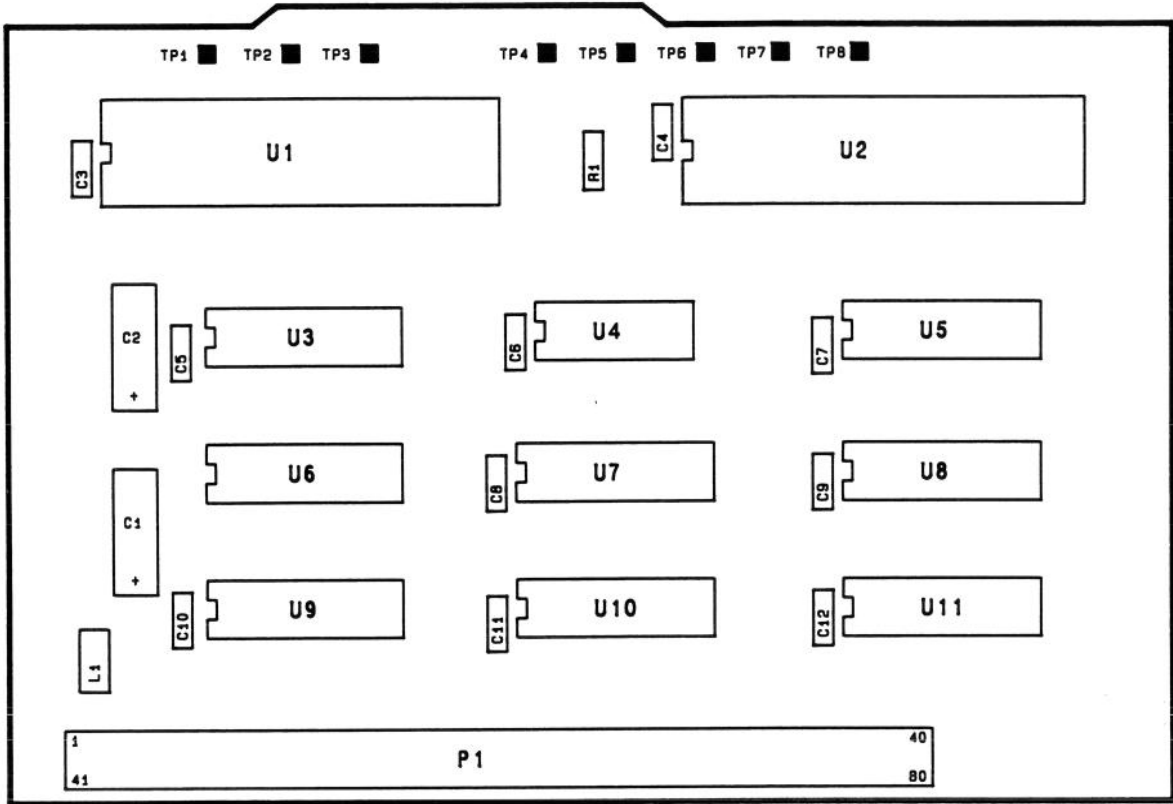 TP1 TP2 TP3 TP4 TP5 TP6 TP7 TP8
C3 U1 R1 C4 U2
C2 + C5 U3 C6 U4 C7 U5
U6 C8 U7 C9 U8
C1 +
C10 U9 C11 U10 C12 U11
L1
1 P1 40
41 80